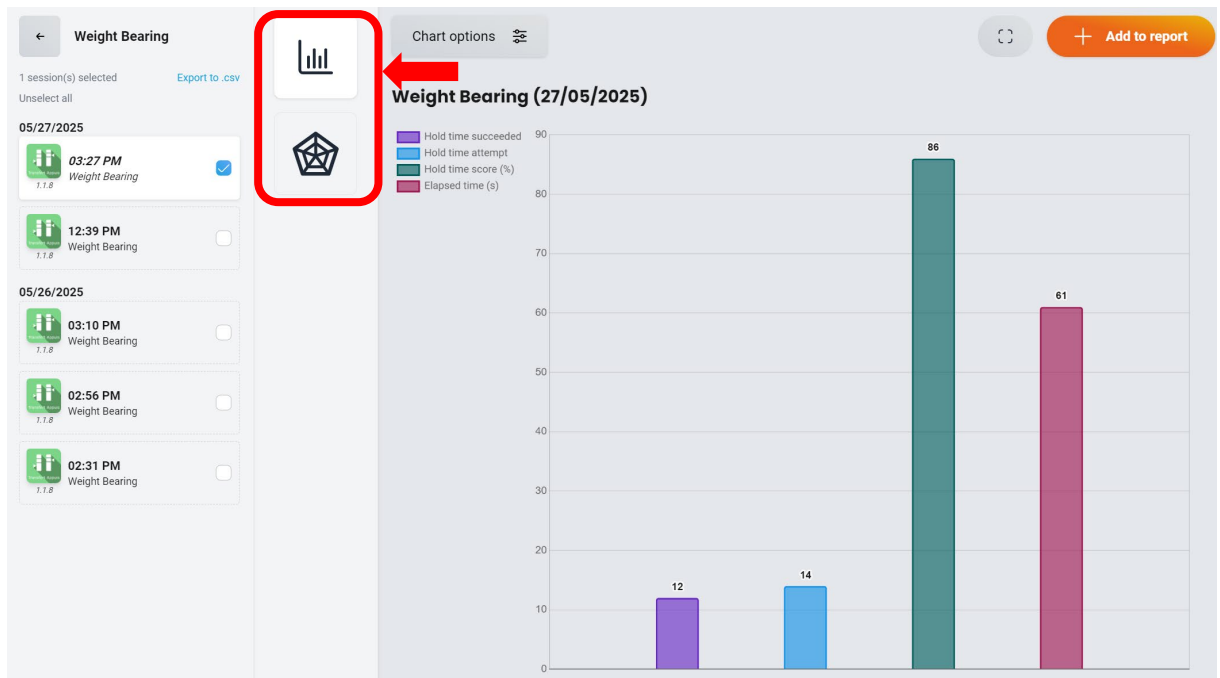 Weight Bearing
1 session(s) selected
Export to .csv
Unselect all
05/27/2025
03:27 PM
Weight Bearing
1.1.8
12:39 PM
Weight Bearing
1.1.8
05/26/2025
03:10 PM
Weight Bearing
1.1.8
02:56 PM
Weight Bearing
1.1.8
02:31 PM
Weight Bearing
1.1.8
Chart options
Add to report
Weight Bearing (27/05/2025)
Hold time succeeded
Hold time attempt
Hold time score (%)
Elapsed time (s)
90
80
70
60
50
40
30
20
10
0
12
14
86
61